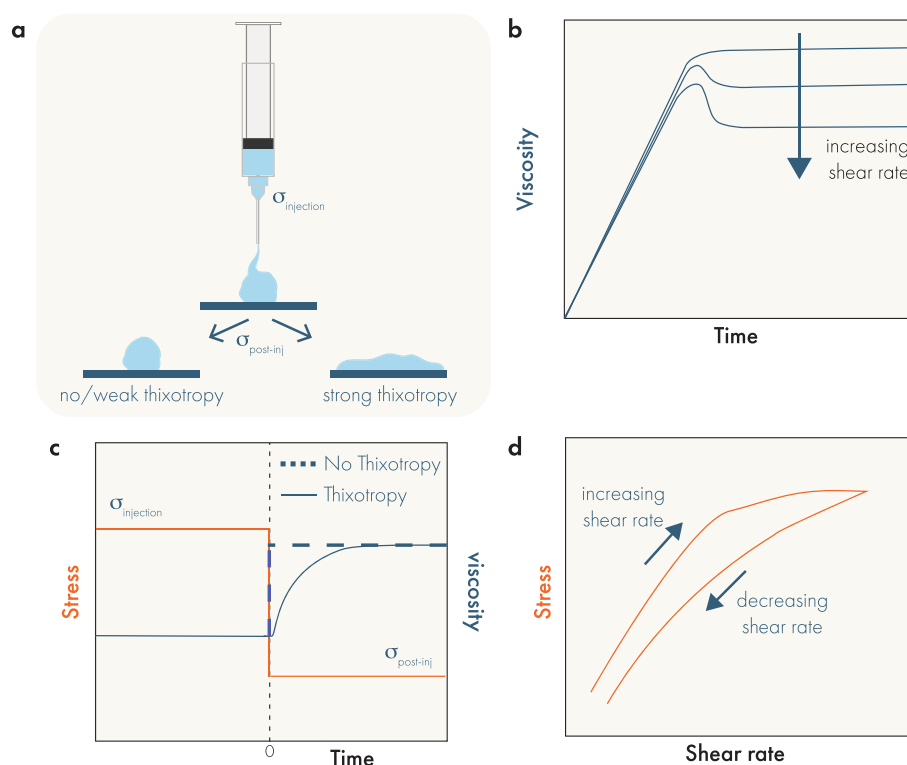 a
σinjection
σpost-inj
no/weak thixotropy
strong thixotropy
b
Viscosity
increasing
shear rate
Time
c
No Thixotropy
Thixotropy
σinjection
σpost-inj
Stress
viscosity
0
Time
d
increasing
shear rate
decreasing
shear rate
Stress
Shear rate